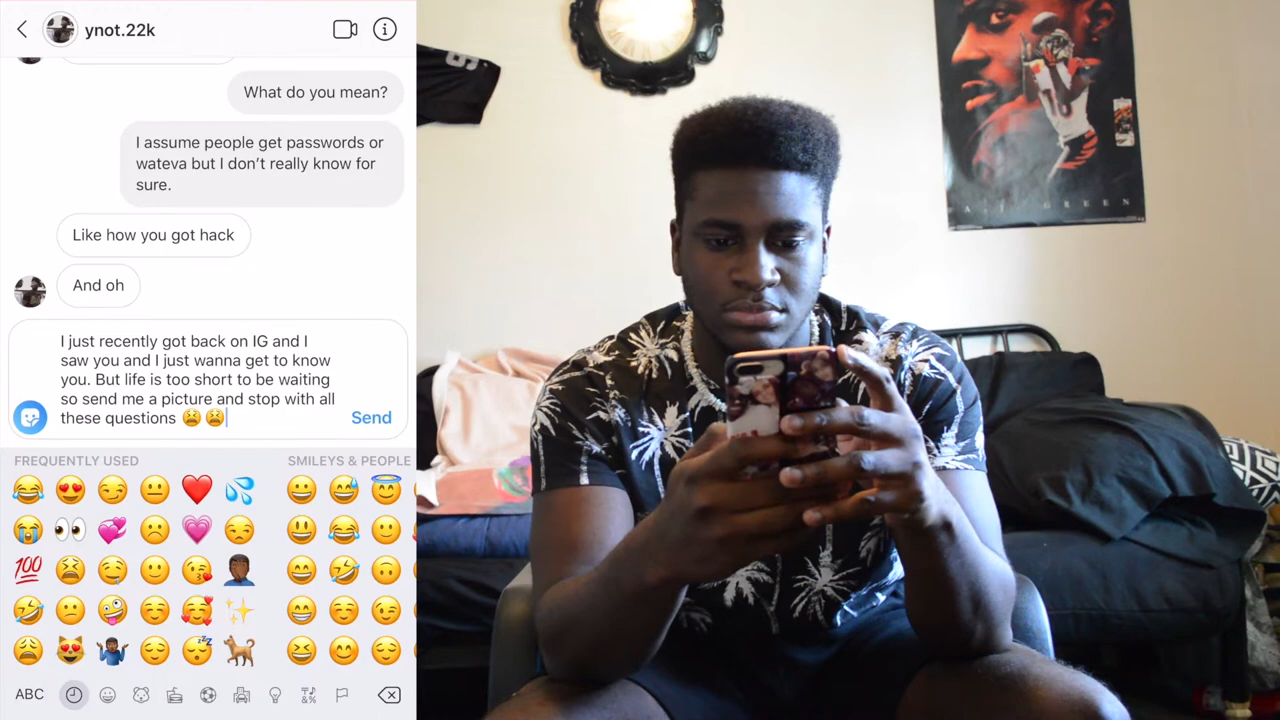 ynot.22k
What do you mean?
I assume people get passwords or
wateva but I don't really know for
sure.
Like how you got hack
And oh
I just recently got back on IG and I
saw you and I just wanna get to know
you. But life is too short to be waiting
so send me a picture and stop with all
these questions 😫😫
Send
FREQUENTLY USED
SMILEYS & PEOPLE
💯
ABC
A.J. GREEN